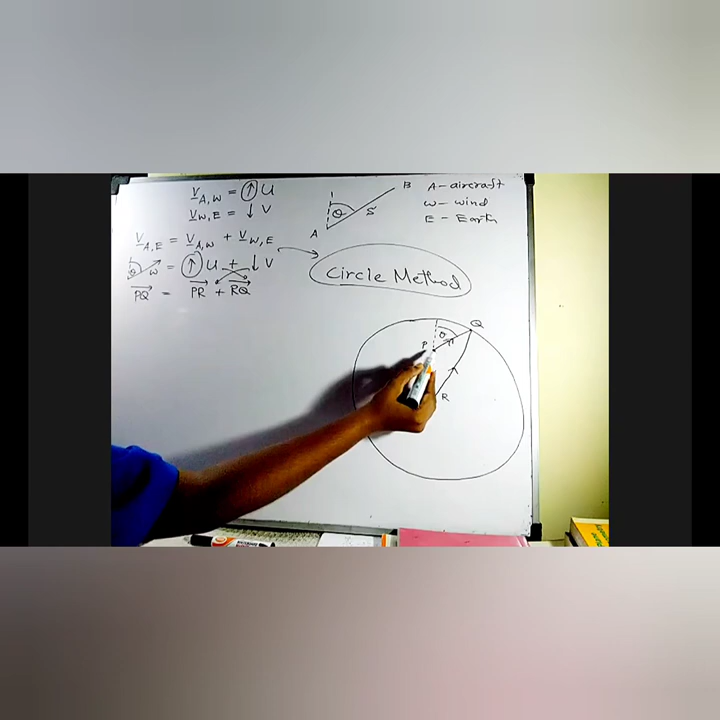 V A,W = ↑ U
V W,E = ↓ V
V A,E = V A,W + V W,E
θ W = ↑ U + ↓ V
PQ = PR + RQ
θ S A B
A - aircraft
W - wind
E - Earth
Circle Method
P Q θ R